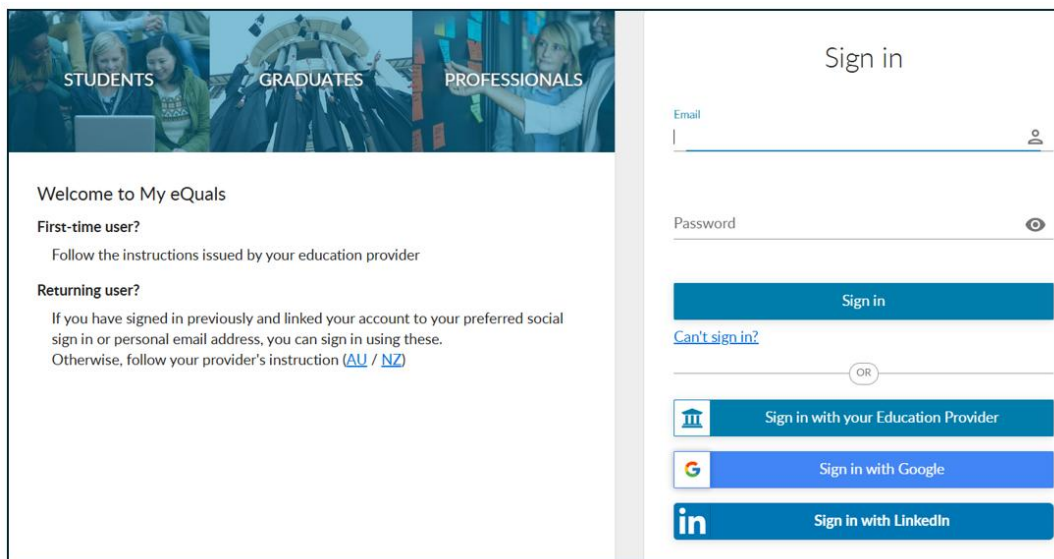 STUDENTS
GRADUATES
PROFESSIONALS
Welcome to My eQuals
First-time user?
Follow the instructions issued by your education provider
Returning user?
If you have signed in previously and linked your account to your preferred social
sign in or personal email address, you can sign in using these.
Otherwise, follow your provider's instruction (AU / NZ)
Sign in
Email
Password
Sign in
Can't sign in?
OR
Sign in with your Education Provider
G
Sign in with Google
in
Sign in with LinkedIn